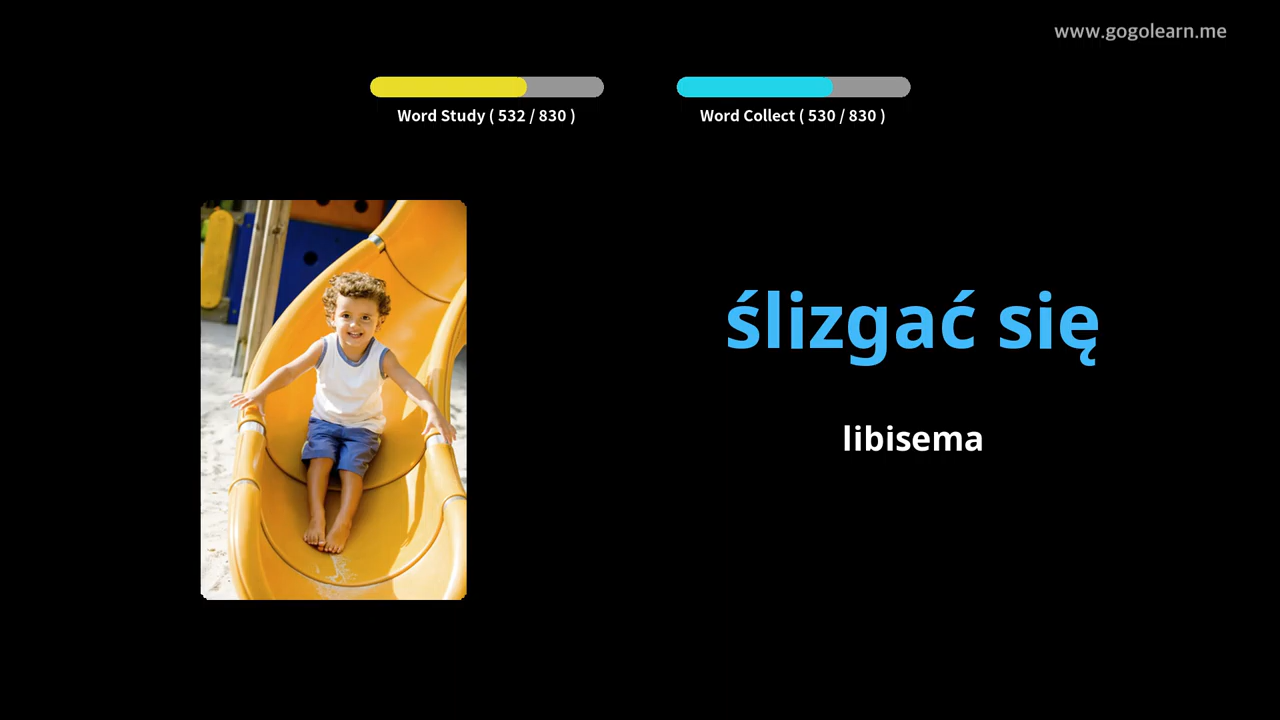 www.gogolearn.me
Word Study ( 532 / 830 )
Word Collect ( 530 / 830 )
ślizgać się
libisema